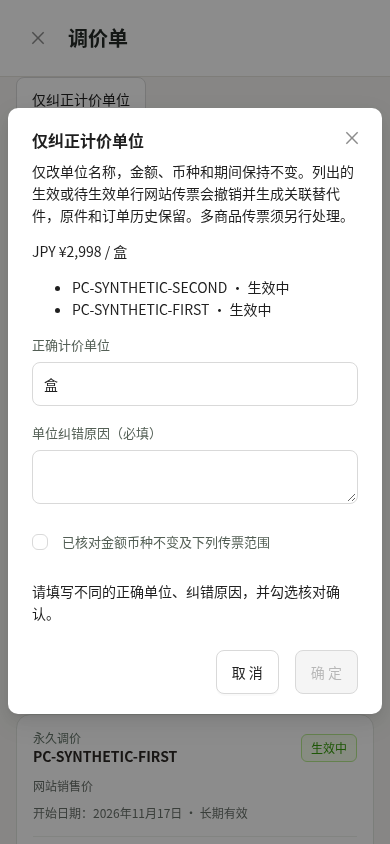 调价单
仅纠正计价单位
仅纠正计价单位
仅改单位名称，金额、币种和期间保持不变。列出的
生效或待生效单行网站传票会撤销并生成关联替代
件，原件和订单历史保留。多商品传票须另行处理。
JPY ¥2,998 / 盒
• PC-SYNTHETIC-SECOND • 生效中
• PC-SYNTHETIC-FIRST • 生效中
正确计价单位
盒
单位纠错原因（必填）
已核对金额币种不变及下列传票范围
请填写不同的正确单位、纠错原因，并勾选核对确
认。
取 消
确 定
永久调价
PC-SYNTHETIC-FIRST
生效中
网站销售价
开始日期：2026年11月17日 • 长期有效